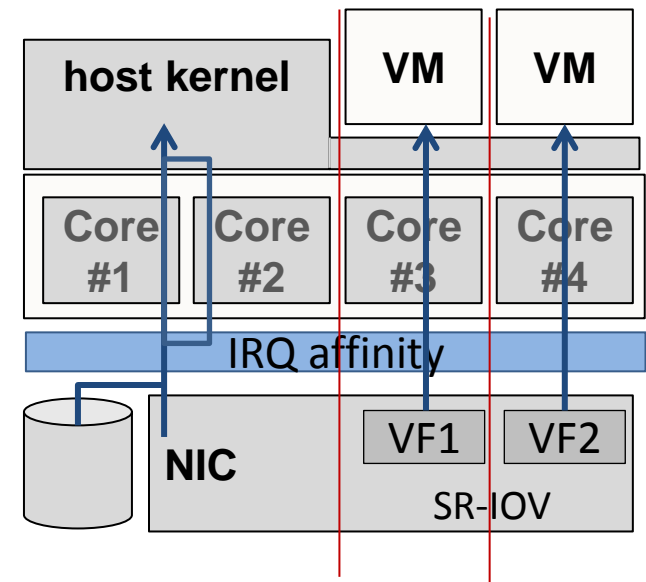 host kernel
VM
VM
Core
#1
Core
#2
Core
#3
Core
#4
IRQ affinity
NIC
VF1
VF2
SR-IOV